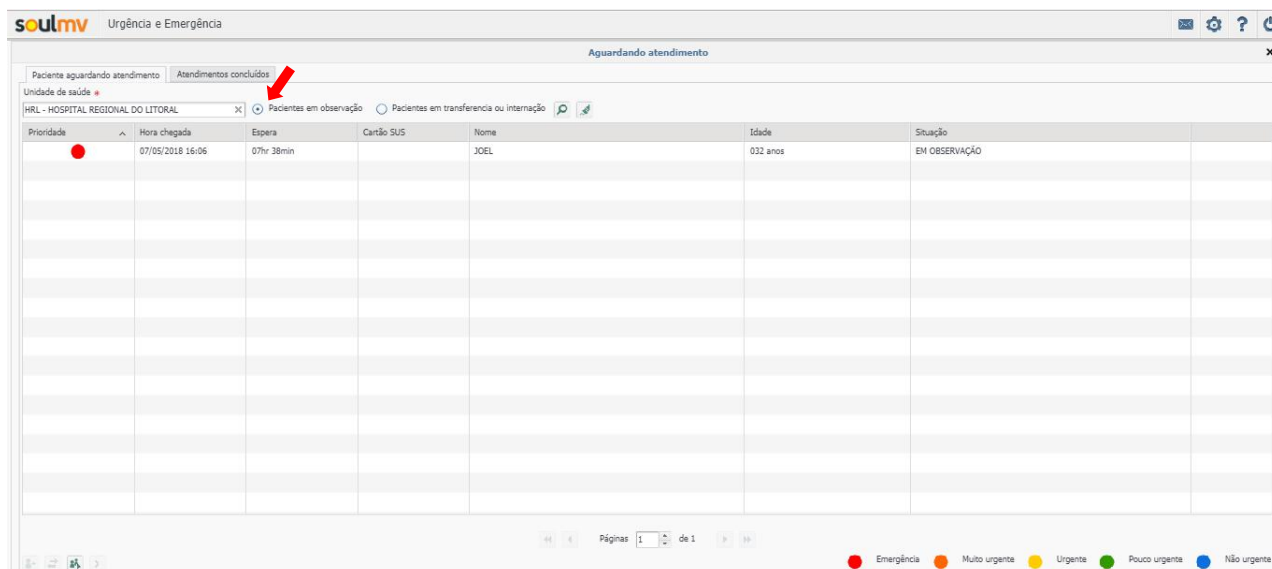 soulmv Urgência e Emergência
Aguardando atendimento
Paciente aguardando atendimento Atendimentos concluídos
Unidade de saúde *
HRL - HOSPITAL REGIONAL DO LITORAL Pacientes em observação Pacientes em transferencia ou internação
Prioridade Hora chegada Espera Cartão SUS Nome Idade Situação
07/05/2018 16:06 07hr 38min JOEL 032 anos EM OBSERVAÇÃO
Páginas 1 de 1
Emergência Muito urgente Urgente Pouco urgente Não urgente